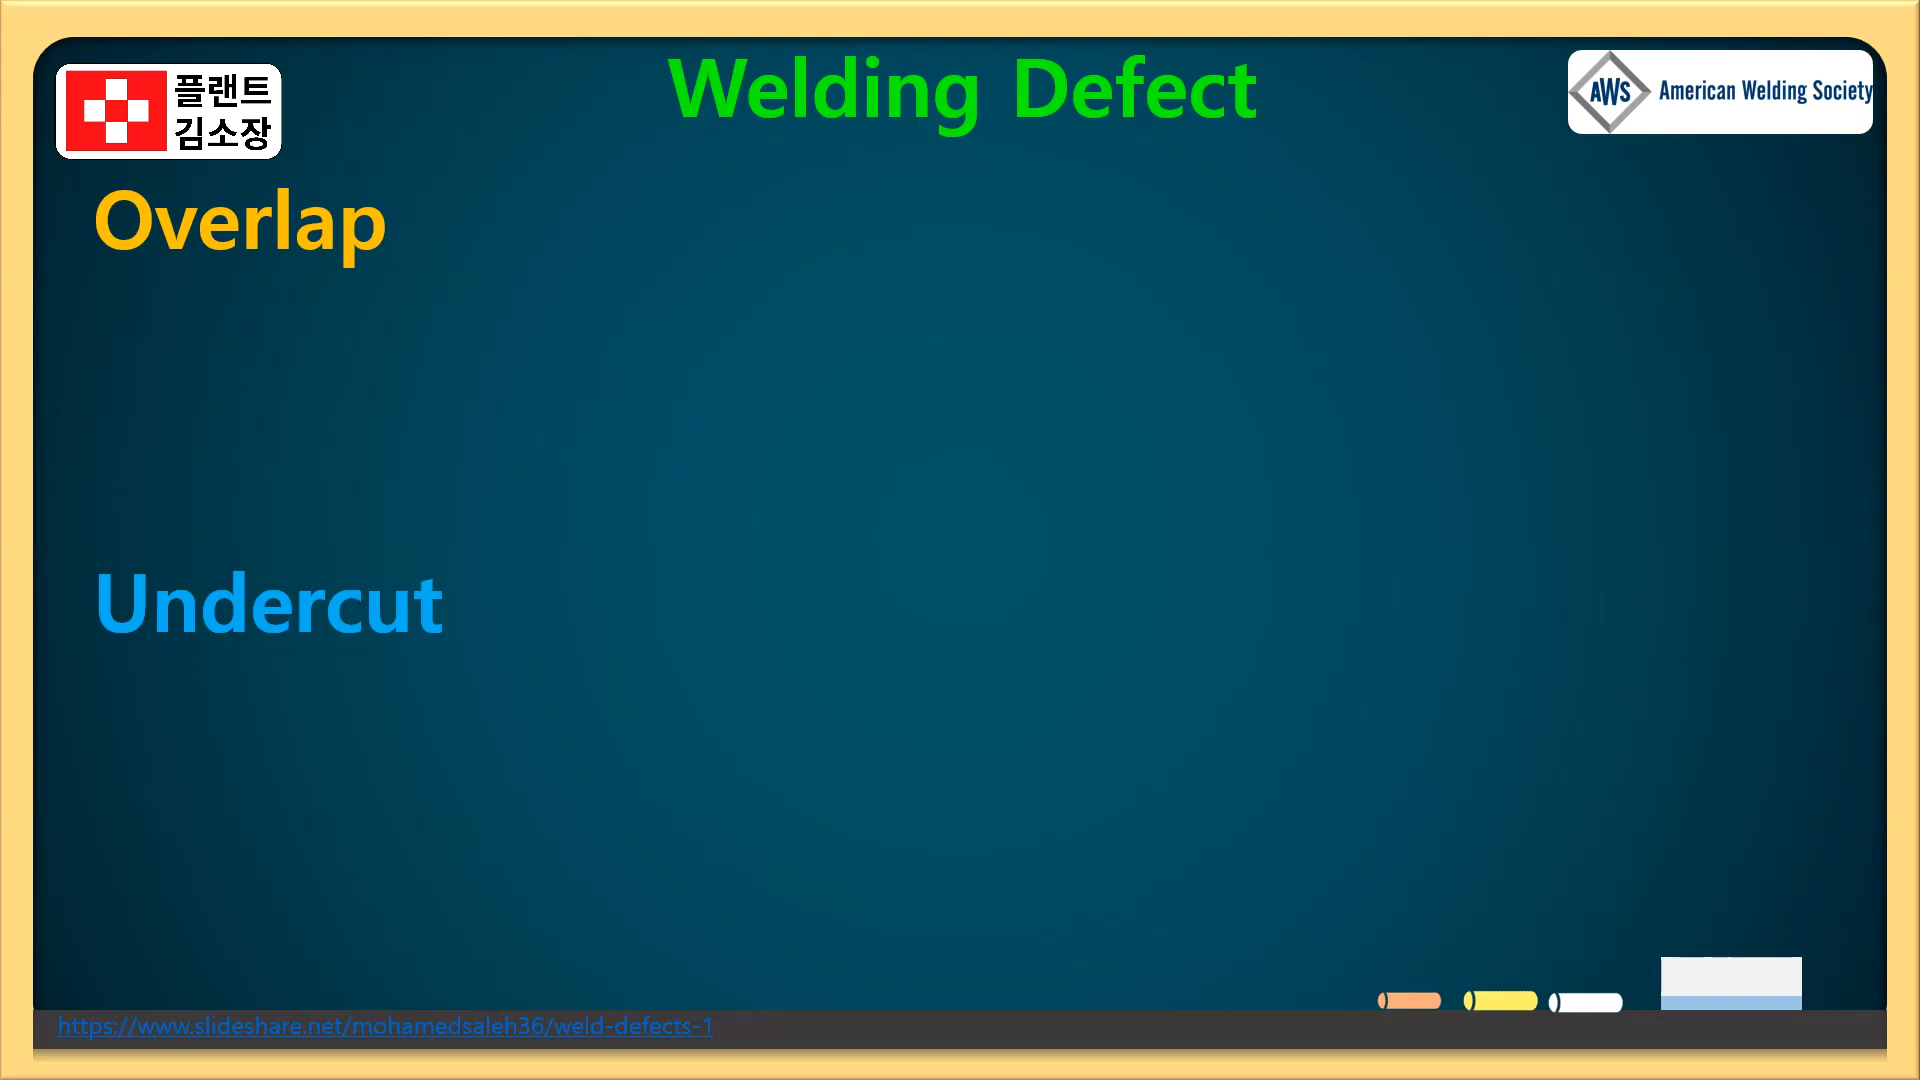 플랜트
김소장
Welding Defect
AWS American Welding Society
Overlap
Undercut
https://www.slideshare.net/mohamedsaleh36/weld-defects-1